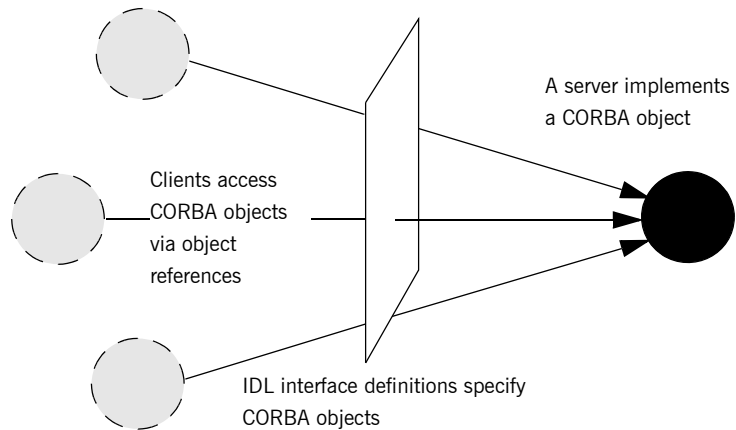 A server implements
a CORBA object
Clients access
CORBA objects
via object
references
IDL interface definitions specify
CORBA objects